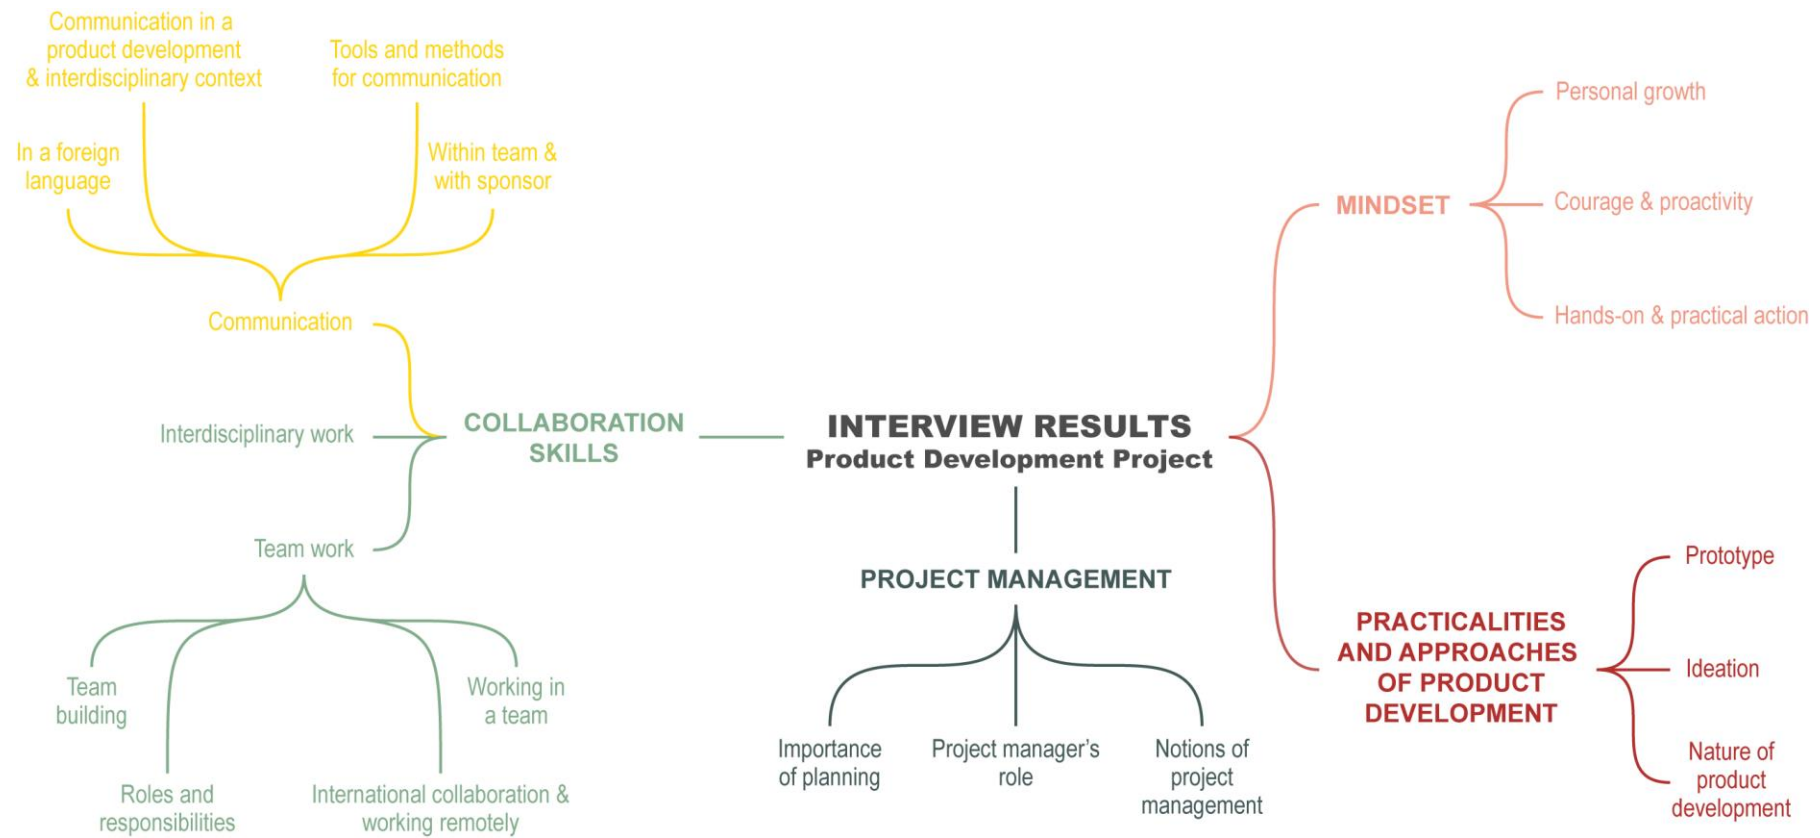 Communication in a
product development
& interdisciplinary context
Tools and methods
for communication
In a foreign
language
Within team &
with sponsor
Communication
Interdisciplinary work
Team work
COLLABORATION
SKILLS
Team
building
Roles and
responsibilities
International collaboration &
working remotely
Working in
a team
INTERVIEW RESULTS
Product Development Project
PROJECT MANAGEMENT
Importance
of planning
Project manager’s
role
Notions of
project
management
MINDSET
Personal growth
Courage & proactivity
Hands-on & practical action
PRACTICALITIES
AND APPROACHES
OF PRODUCT
DEVELOPMENT
Prototype
Ideation
Nature of
product
development